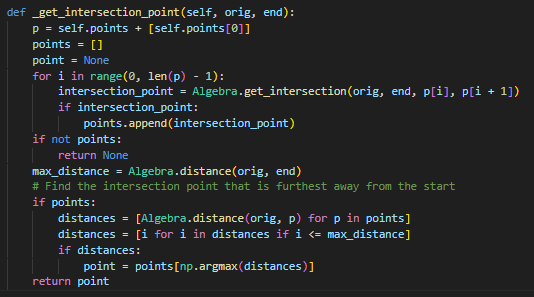 def _get_intersection_point(self, orig, end):
    p = self.points + [self.points[0]]
    points = []
    point = None
    for i in range(0, len(p) - 1):
        intersection_point = Algebra.get_intersection(orig, end, p[i], p[i + 1])
        if intersection_point:
            points.append(intersection_point)
    if not points:
        return None
    max_distance = Algebra.distance(orig, end)
    # Find the intersection point that is furthest away from the start
    if points:
        distances = [Algebra.distance(orig, p) for p in points]
        distances = [i for i in distances if i <= max_distance]
        if distances:
            point = points[np.argmax(distances)]
    return point